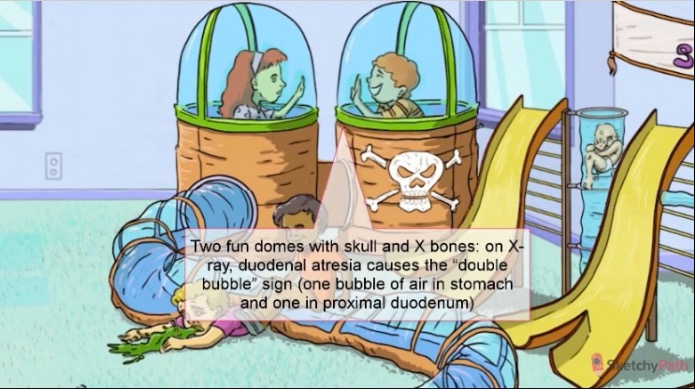 S
Two fun domes with skull and X bones: on X-
ray, duodenal atresia causes the “double
bubble” sign (one bubble of air in stomach
and one in proximal duodenum)
SketchyPath